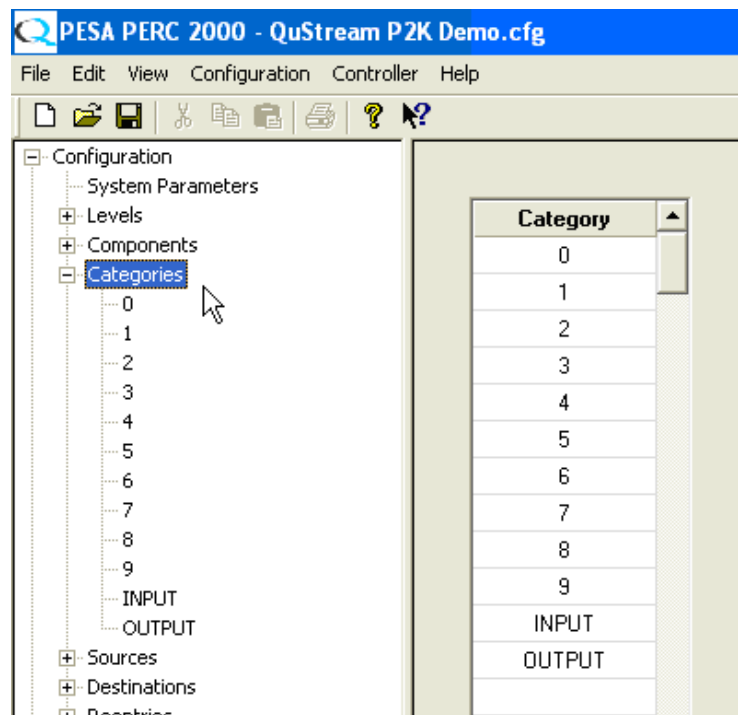 PESA PERC 2000 - QuStream P2K Demo.cfg
File Edit View Configuration Controller Help
Configuration
System Parameters
Levels
Components
Categories
0
1
2
3
4
5
6
7
8
9
INPUT
OUTPUT
Sources
Destinations
Category
0
1
2
3
4
5
6
7
8
9
INPUT
OUTPUT